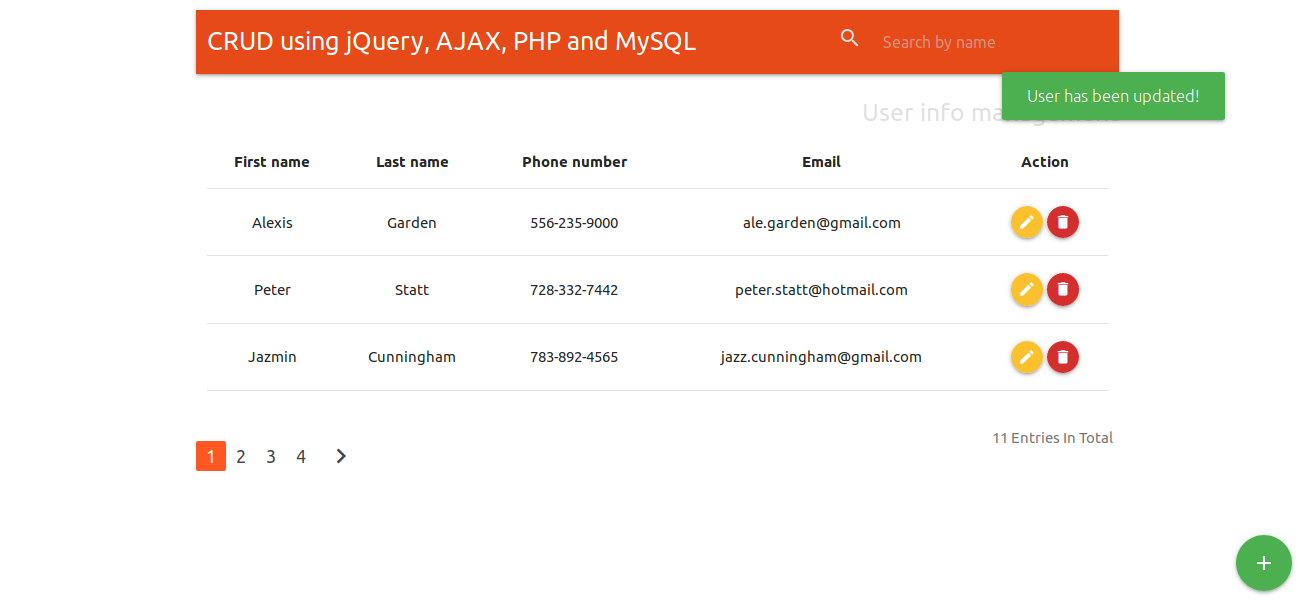 CRUD using jQuery, AJAX, PHP and MySQL
Search by name
User has been updated!
User info
First name Last name Phone number Email Action
Alexis Garden 556-235-9000 ale.garden@gmail.com
Peter Statt 728-332-7442 peter.statt@hotmail.com
Jazmin Cunningham 783-892-4565 jazz.cunningham@gmail.com
11 Entries In Total
1 2 3 4